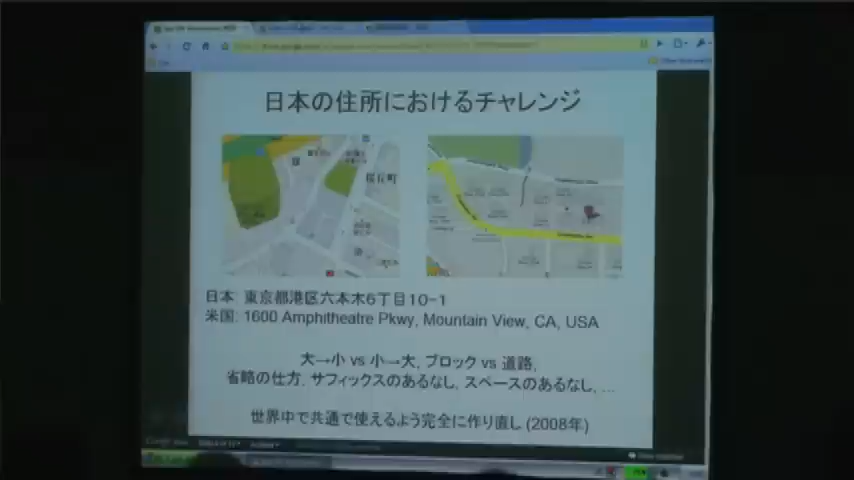 日本の住所におけるチャレンジ
桜丘町
日本: 東京都港区六本木6丁目10-1
米国: 1600 Amphitheatre Pkwy, Mountain View, CA, USA
大→小 vs 小→大, ブロック vs 道路,
省略の仕方, サフィックスのあるなし, スペースのあるなし, ...
世界中で共通で使えるよう完全に作り直し (2008年)